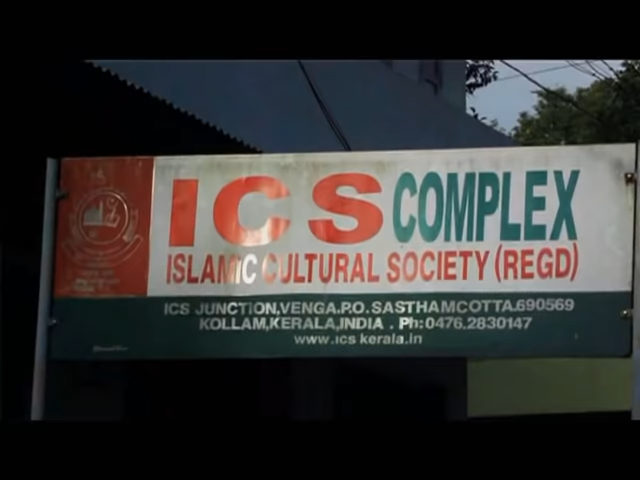 ICS COMPLEX
ISLAMIC CULTURAL SOCIETY (REGD)
ICS JUNCTION,VENGA.P.O.SASTHAMCOTTA.690569
KOLLAM,KERALA,INDIA . Ph:0476.2830147
www.ics kerala.in